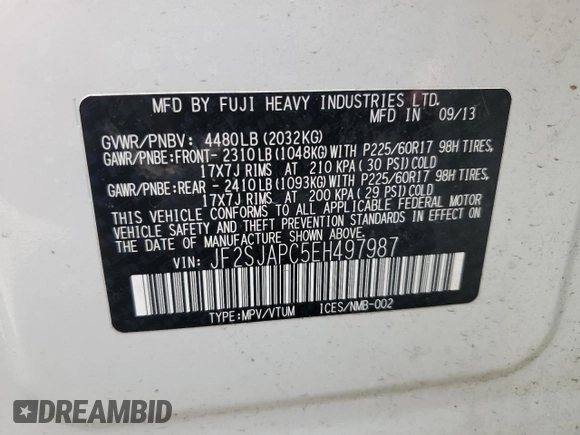 MFD BY FUJI HEAVY INDUSTRIES LTD.
MFD IN 09/13
GVWR/PNBV: 4480LB (2032KG)
GAWR/PNBE:FRONT- 2310LB (1048KG) WITH P225/60R17 98H TIRES,
17X7J RIMS AT 210 KPA (30 PSI) COLD
GAWR/PNBE:REAR - 2410LB (1093KG) WITH P225/60R17 98H TIRES,
17X7J RIMS AT 200 KPA (29 PSI) COLD
THIS VEHICLE CONFORMS TO ALL APPLICABLE FEDERAL MOTOR
VEHICLE SAFETY AND THEFT PREVENTION STANDARDS IN EFFECT ON
THE DATE OF MANUFACTURE SHOWN ABOVE.
VIN: JF2SJAPC5EH497987
TYPE:MPV/VTUM ICES/NMB-002
DREAMBID